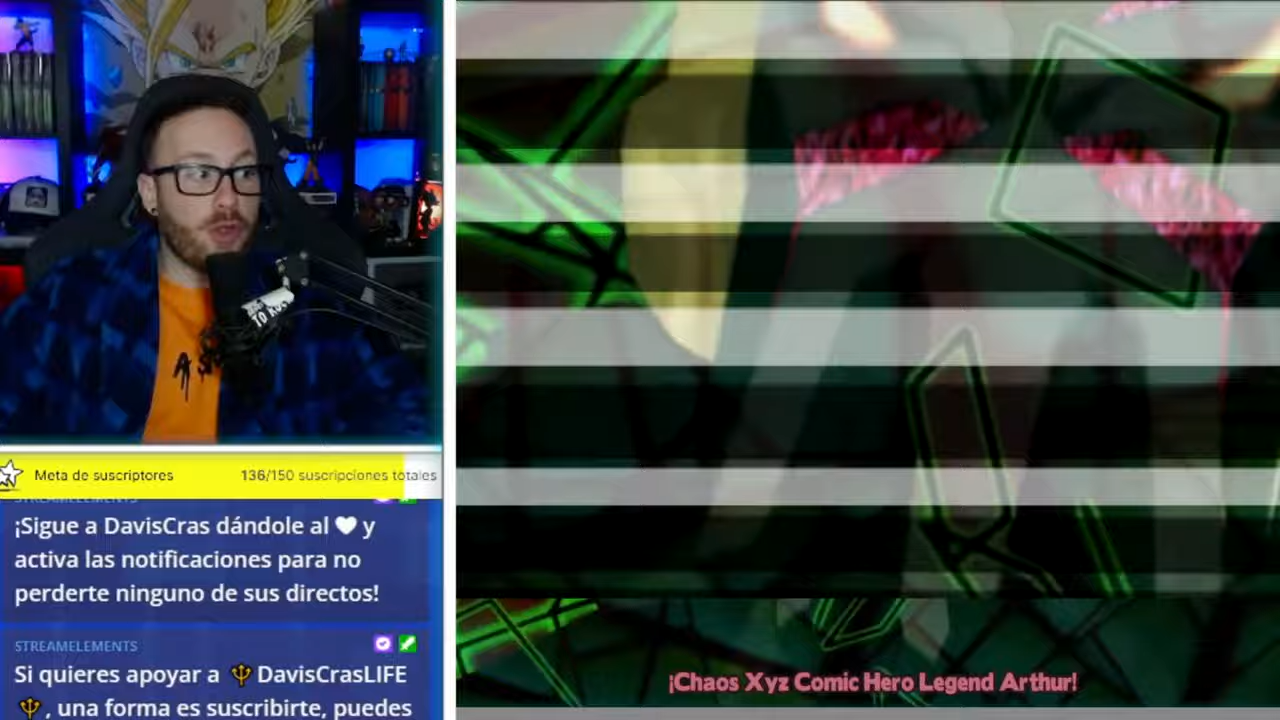 Meta de suscriptores
136/150 suscripciones totales
STREAMELEMENTS
¡Sigue a DavisCras dándole al ♥ y
activa las notificaciones para no
perderte ninguno de sus directos!
STREAMELEMENTS
Si quieres apoyar a 🔱 DavisCrasLIFE
🔱, una forma es suscribirte, puedes
¡Chaos Xyz Comic Hero Legend Arthur!